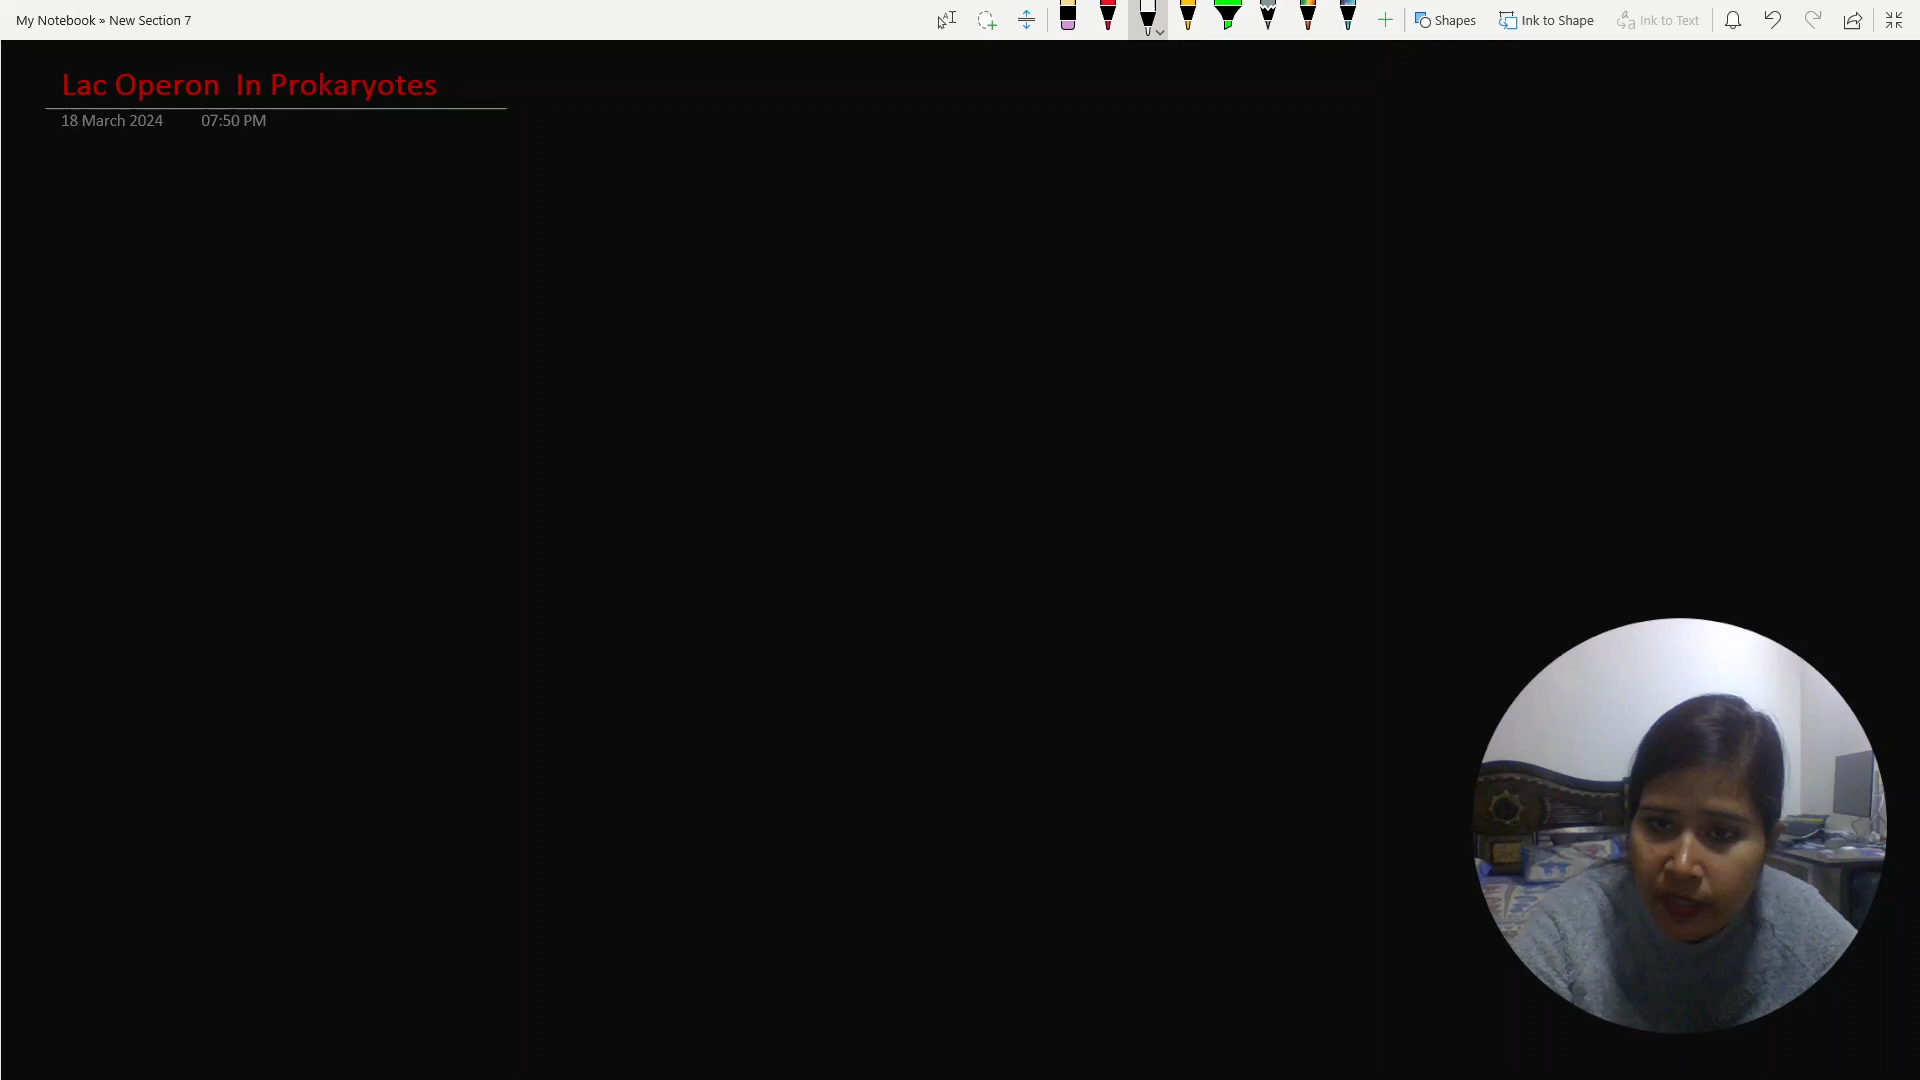 My Notebook » New Section 7
Shapes
Ink to Shape
Ink to Text
Lac Operon  In Prokaryotes
18 March 2024
07:50 PM